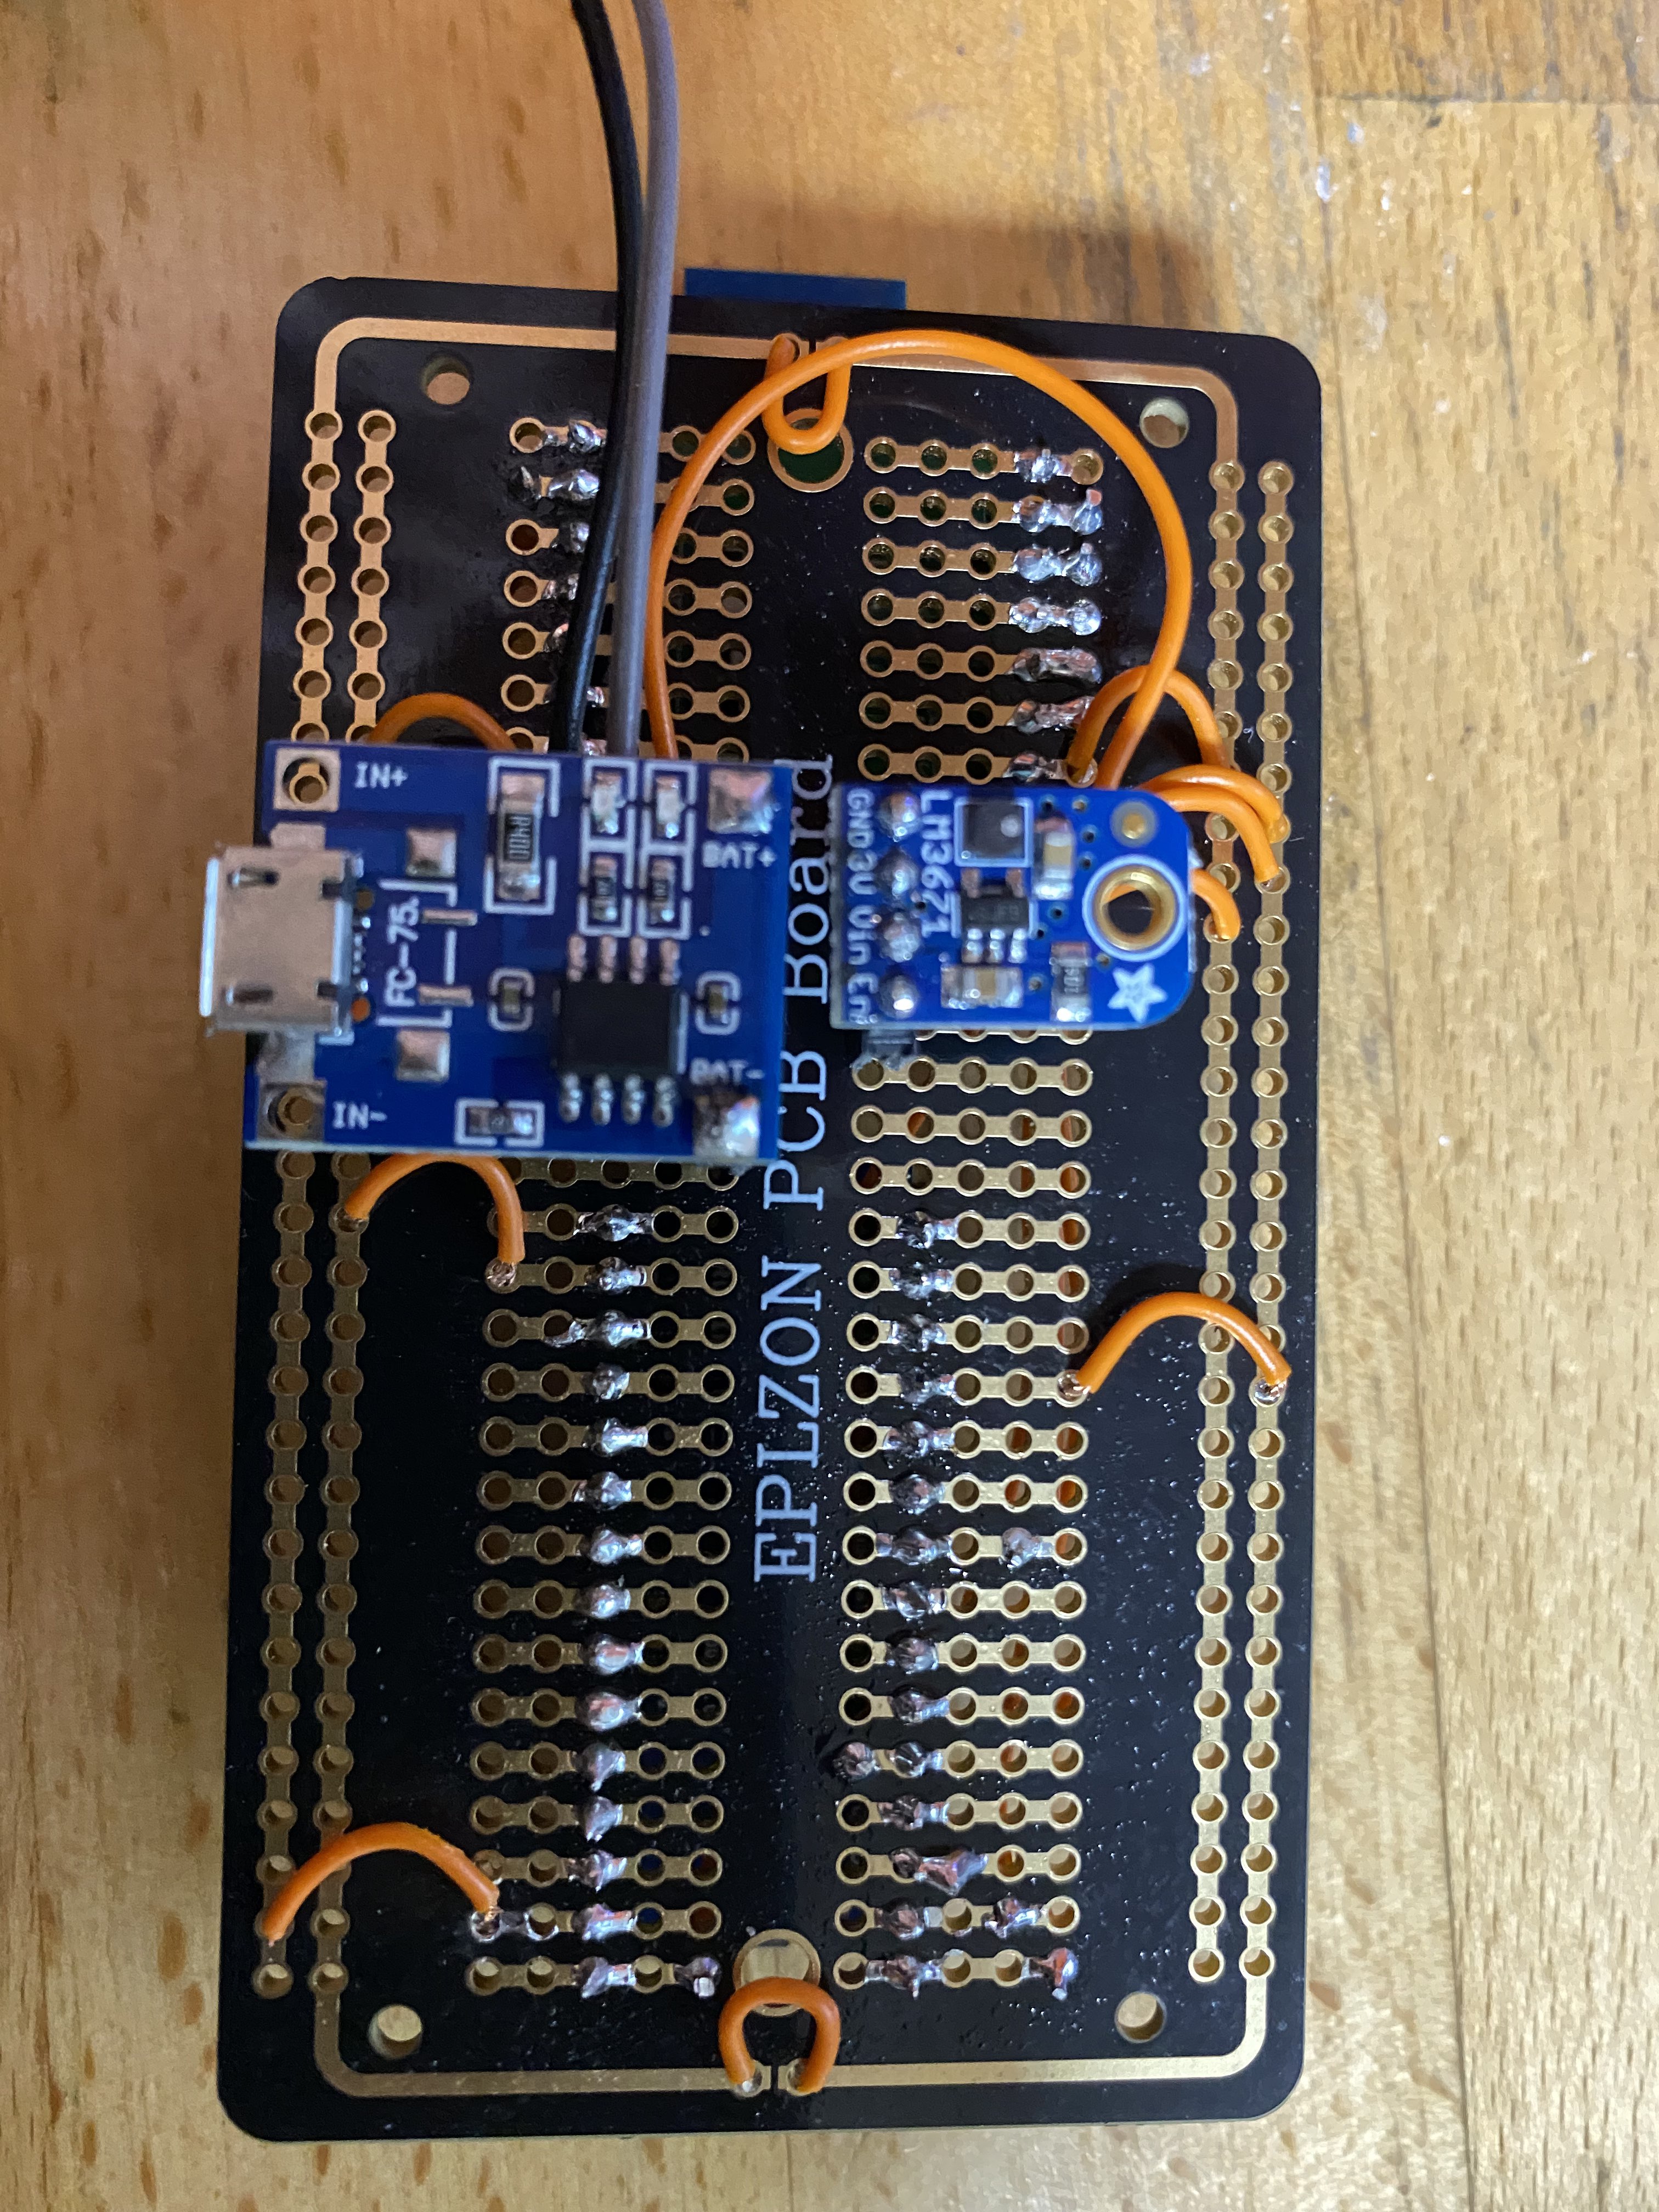 LM3671
GND 3V Vin En
EPLZON PCB Board
BAT+
BAT-
R400
FC-75
IN+
IN-